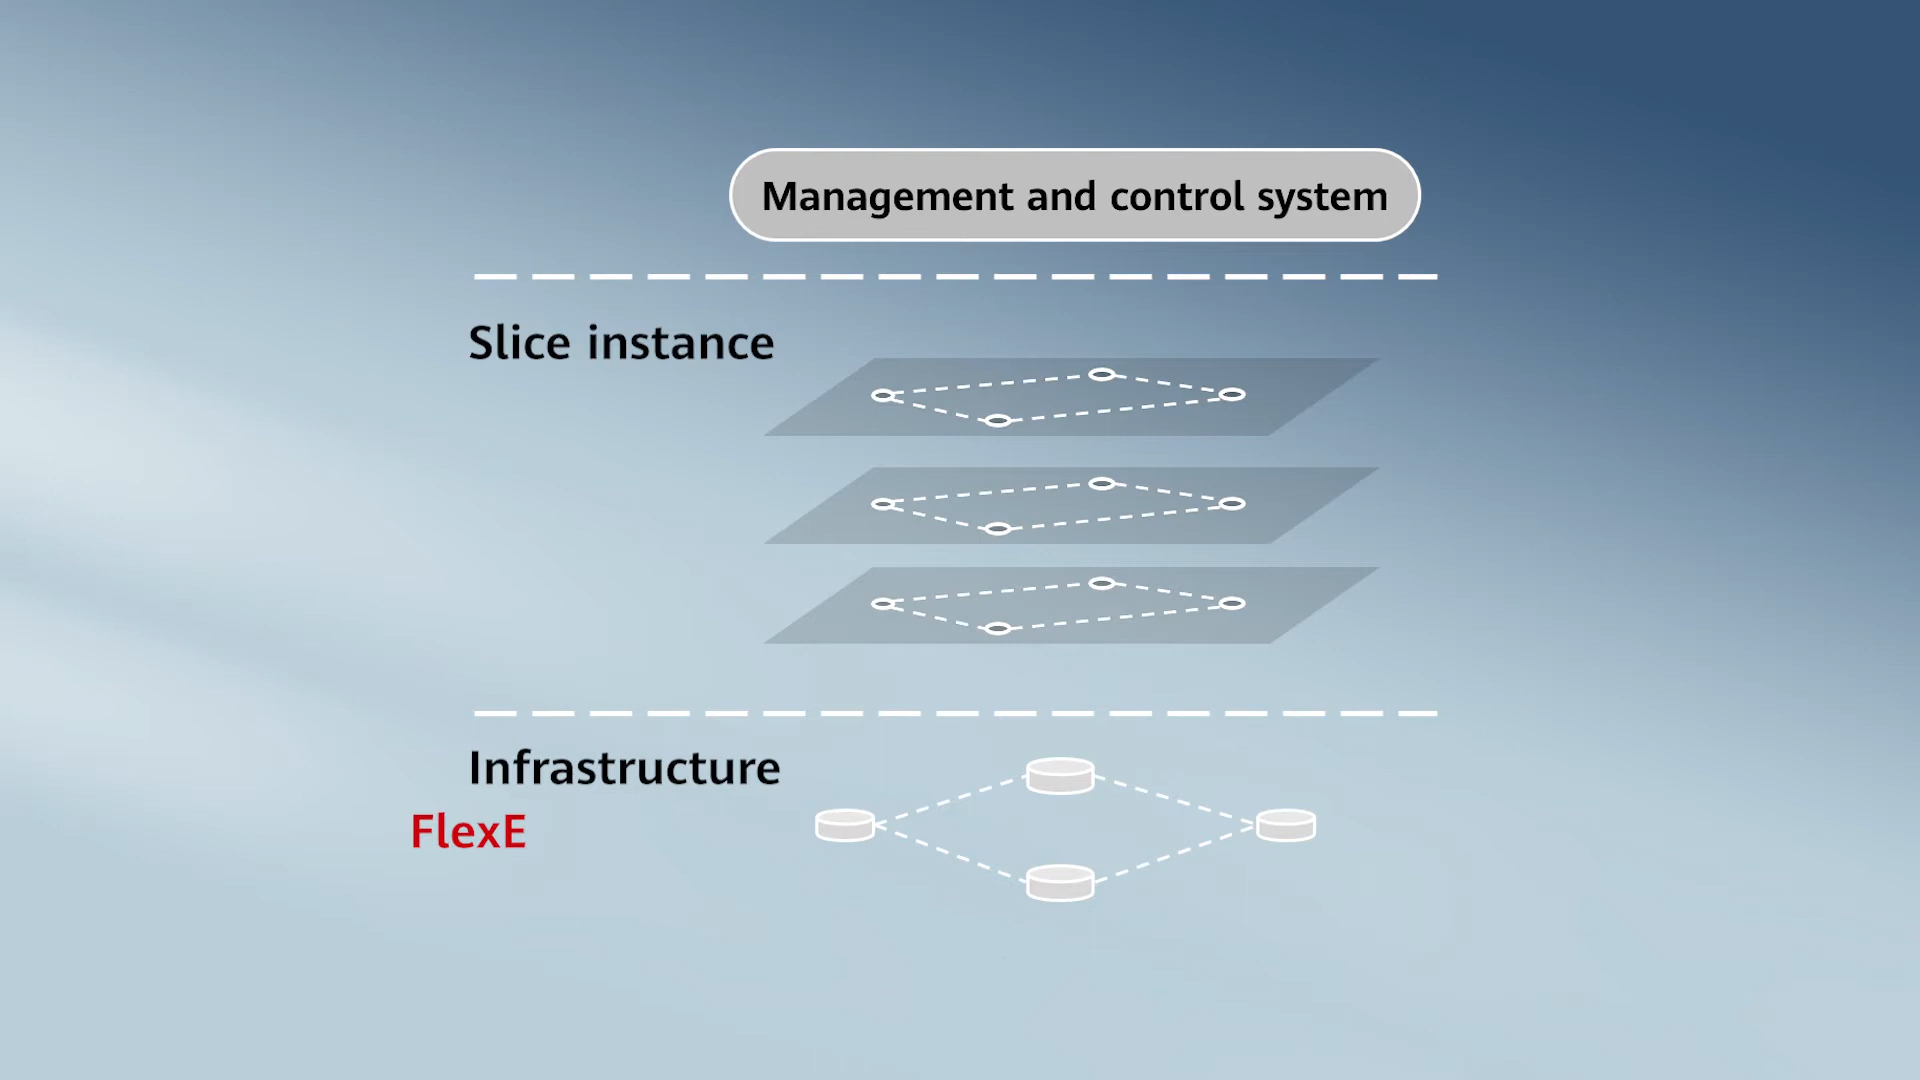 Management and control system
Slice instance
Infrastructure
FlexE